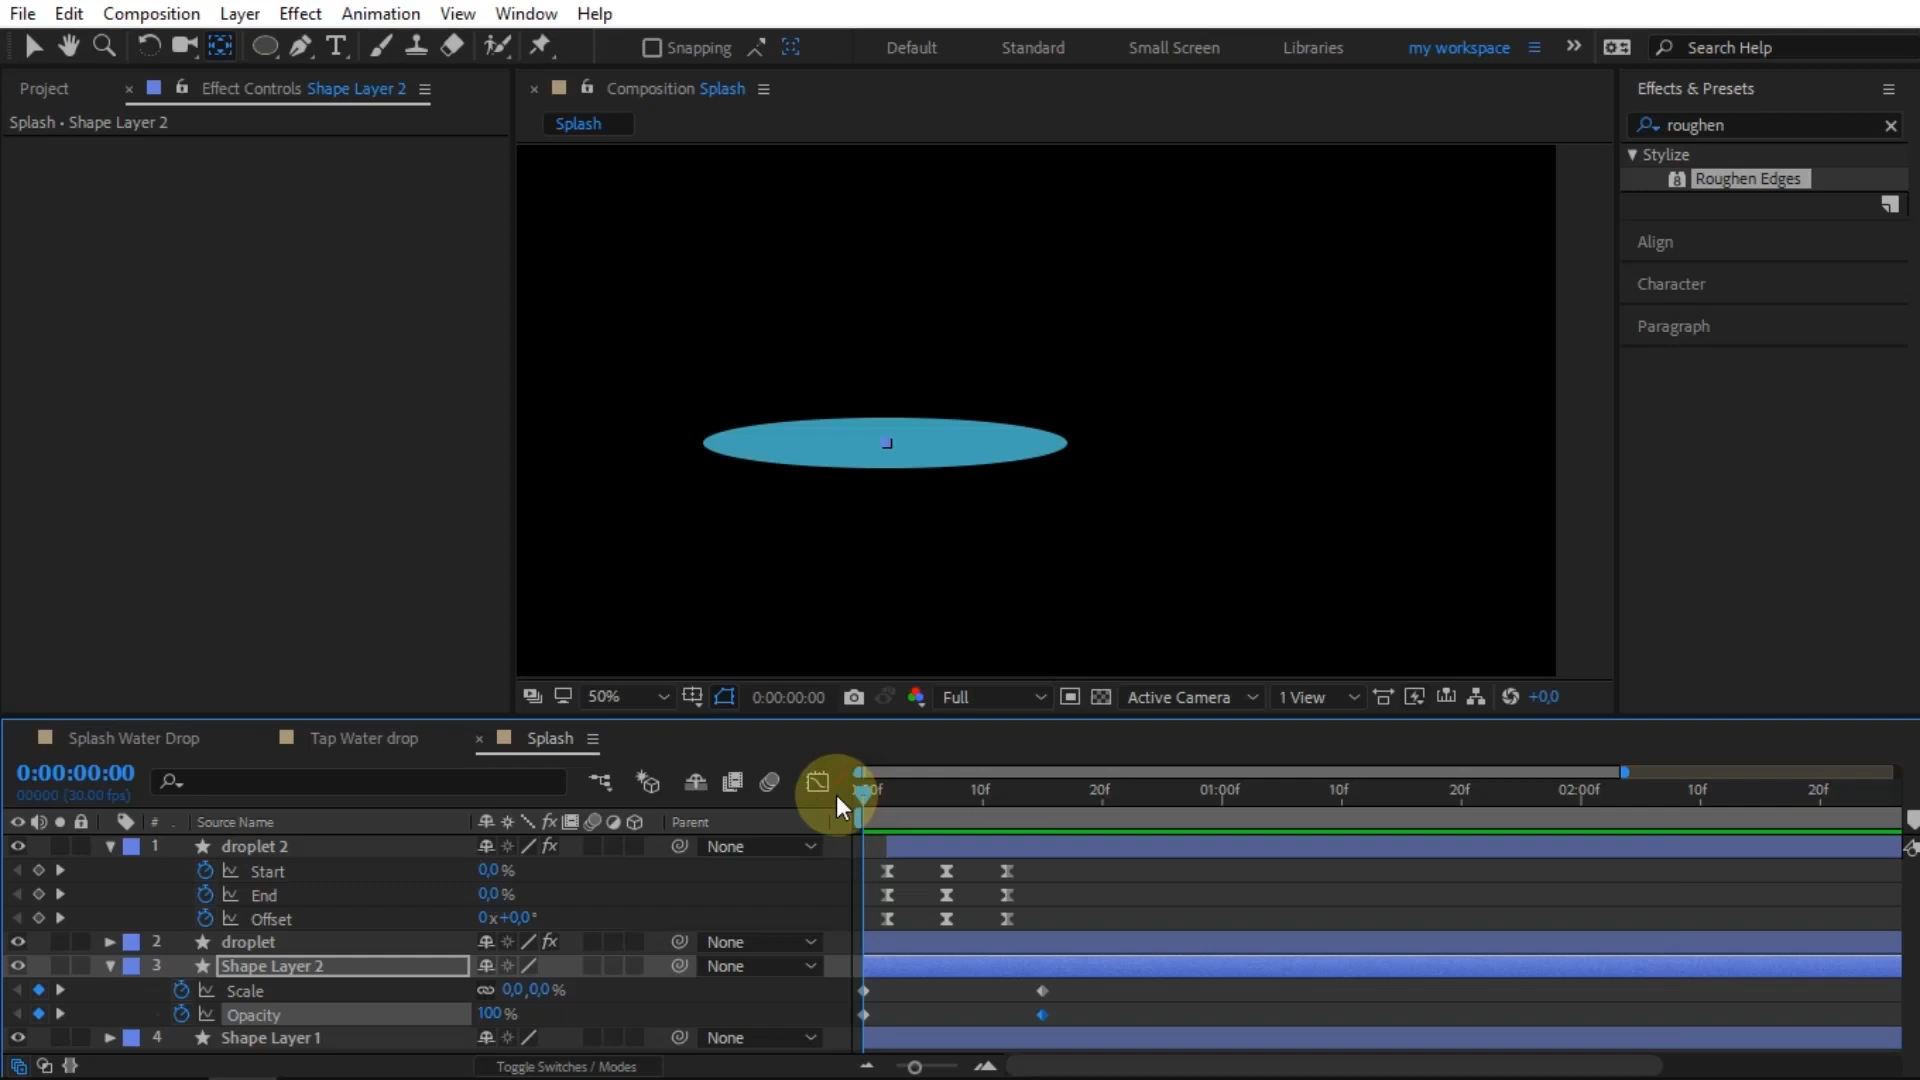 File Edit Composition Layer Effect Animation View Window Help
Snapping Default Standard Small Screen Libraries my workspace Search Help
Project Effect Controls Shape Layer 2
Composition Splash
Effects & Presets
Splash • Shape Layer 2
Splash
roughen
Stylize
8 Roughen Edges
Align
Character
Paragraph
50% 0:00:00:00 Full Active Camera 1 View +0,0
Splash Water Drop Tap Water drop Splash
0:00:00:00
00000 (30.00 fps)
10f 20f 01:00f 10f 20f 02:00f 10f 20f
# . Source Name fx Parent
1 droplet 2 fx None
Start 0,0 %
End 0,0 %
Offset 0x+0,0°
2 droplet fx None
3 Shape Layer 2 None
Scale 0,0,0,0 %
Opacity 100 %
4 Shape Layer 1 None
Toggle Switches / Modes